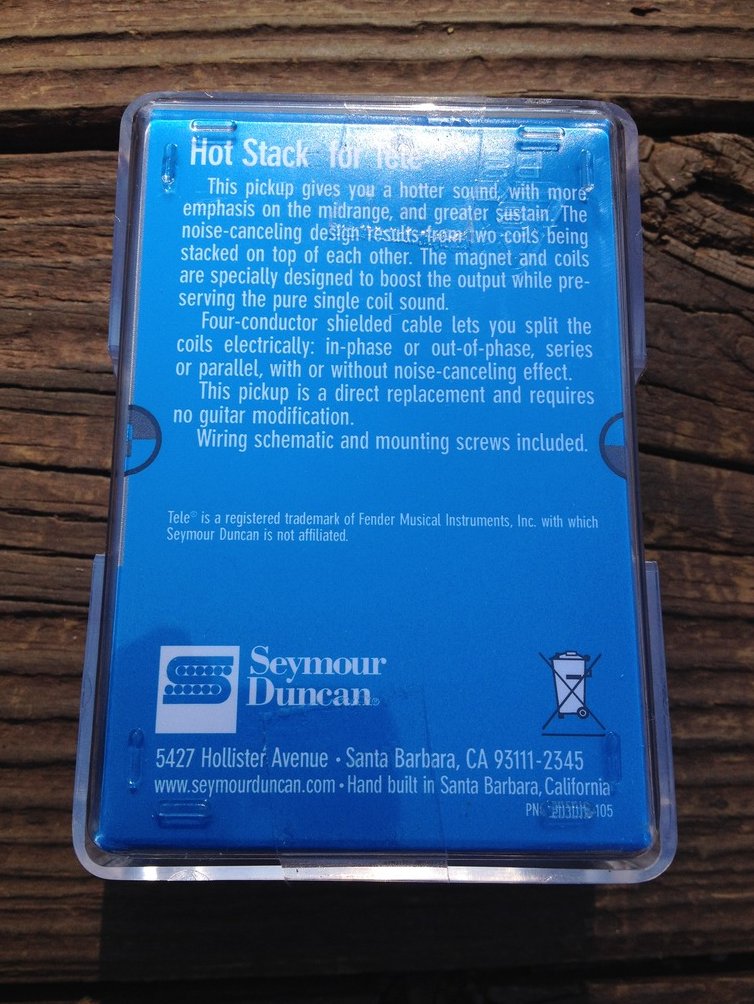 Hot Stack for Tele
This pickup gives you a hotter sound, with more
emphasis on the midrange, and greater sustain. The
noise-canceling design results from two coils being
stacked on top of each other. The magnet and coils
are specially designed to boost the output while pre-
serving the pure single coil sound.
Four-conductor shielded cable lets you split the
coils electrically: in-phase or out-of-phase, series
or parallel, with or without noise-canceling effect.
This pickup is a direct replacement and requires
no guitar modification.
Wiring schematic and mounting screws included.
Tele® is a registered trademark of Fender Musical Instruments, Inc. with which
Seymour Duncan is not affiliated.
Seymour
Duncan®
5427 Hollister Avenue • Santa Barbara, CA 93111-2345
www.seymourduncan.com • Hand built in Santa Barbara, California